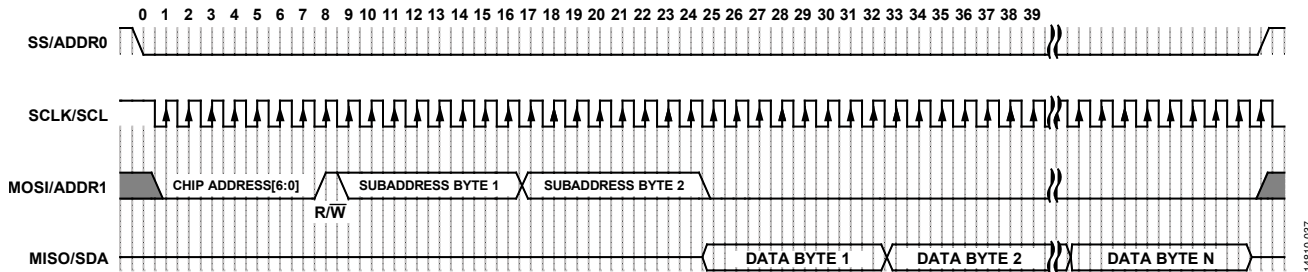 0 1 2 3 4 5 6 7 8 9 10 11 12 13 14 15 16 17 18 19 20 21 22 23 24 25 26 27 28 29 30 31 32 33 34 35 36 37 38 39
SS/ADDR0
SCLK/SCL
MOSI/ADDR1 CHIP ADDRESS[6:0] SUBADDRESS BYTE 1 SUBADDRESS BYTE 2
R/W̅
MISO/SDA DATA BYTE 1 DATA BYTE 2 DATA BYTE N